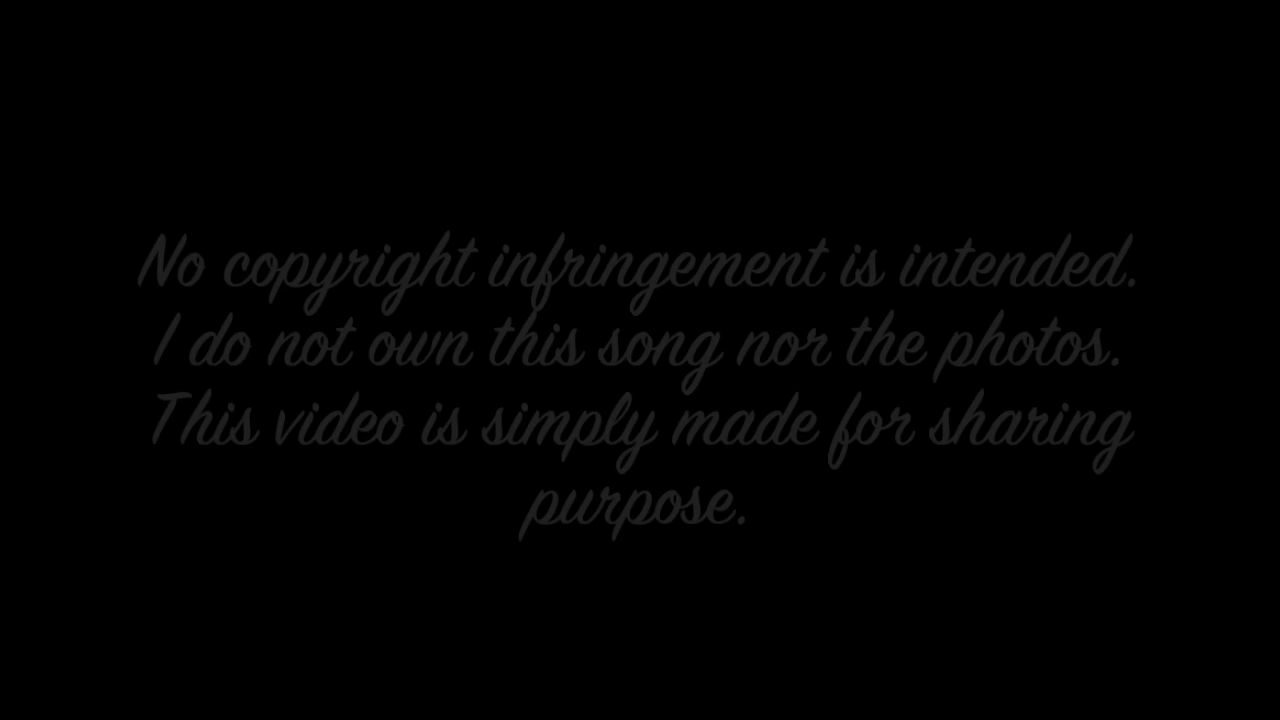 No copyright infringement is intended.
I do not own this song nor the photos.
This video is simply made for sharing
purpose.